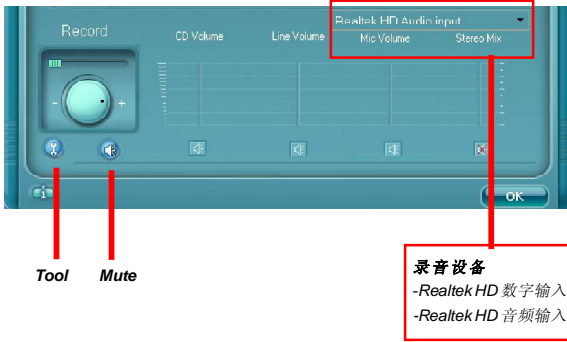 Realtek HD Audio input
Record
CD Volume
Line Volume
Mic Volume
Stereo Mix
- +
OK
Tool
Mute
录音设备
-Realtek HD 数字输入
-Realtek HD 音频输入